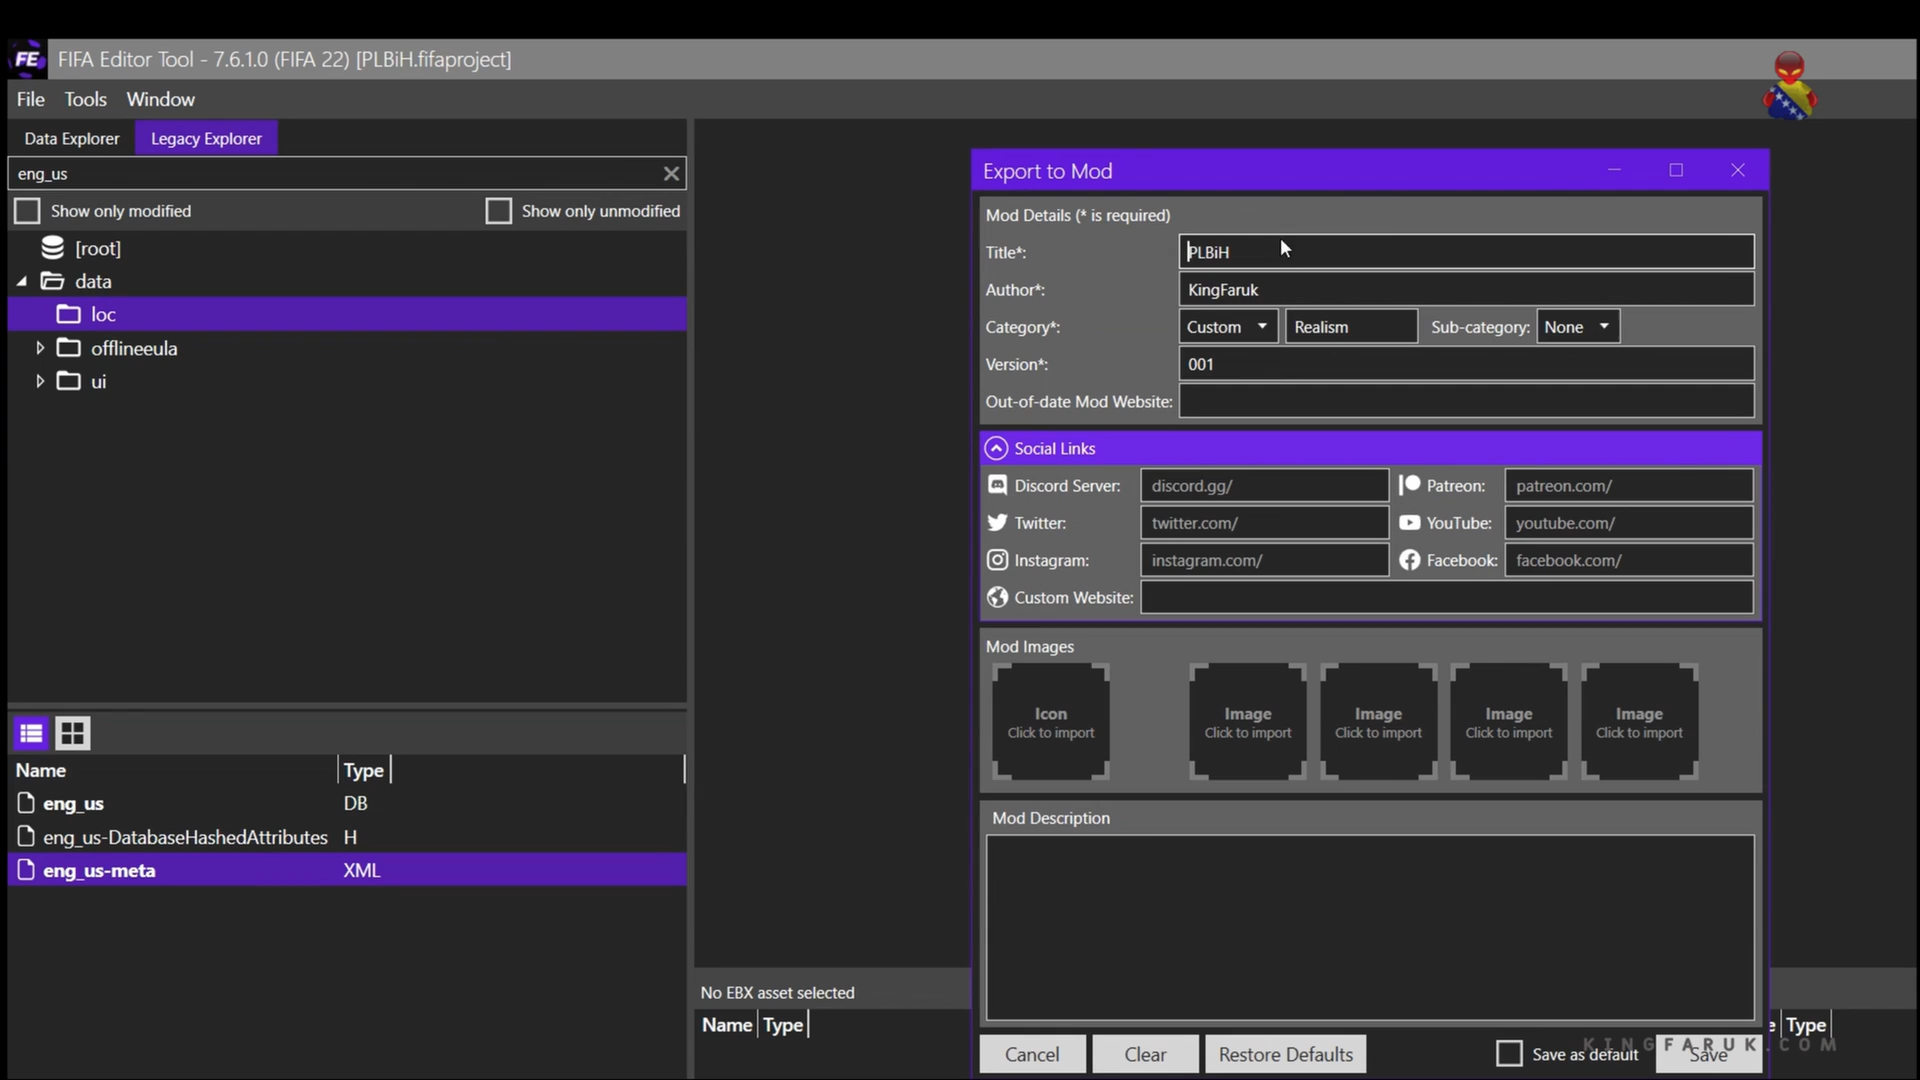 FE FIFA Editor Tool - 7.6.1.0 (FIFA 22) [PLBiH.fifaproject]
File Tools Window
Data Explorer Legacy Explorer
eng_us
Show only modified Show only unmodified
[root]
data
loc
offlineeula
ui
Name Type
eng_us DB
eng_us-DatabaseHashedAttributes H
eng_us-meta XML
Export to Mod
Mod Details (* is required)
Title*: PLBiH
Author*: KingFaruk
Category*: Custom Realism Sub-category: None
Version*: 001
Out-of-date Mod Website:
Social Links
Discord Server: discord.gg/ Patreon: patreon.com/
Twitter: twitter.com/ YouTube: youtube.com/
Instagram: instagram.com/ Facebook: facebook.com/
Custom Website:
Mod Images
Icon Image Image Image Image
Click to import Click to import Click to import Click to import Click to import
Mod Description
No EBX asset selected
Name Type
e Type
Cancel Clear Restore Defaults Save as default Save
KINGFARUK.COM